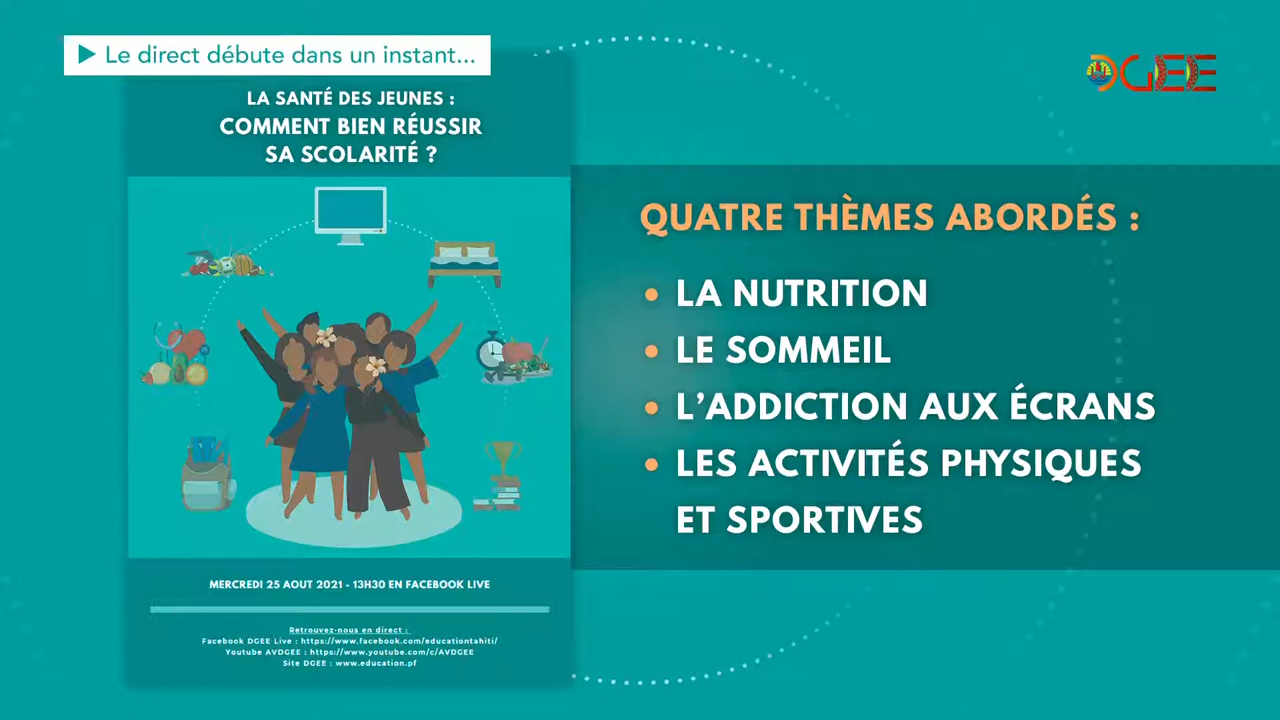 Le direct débute dans un instant...
DGEE
LA SANTÉ DES JEUNES :
COMMENT BIEN RÉUSSIR
SA SCOLARITÉ ?
QUATRE THÈMES ABORDÉS :
• LA NUTRITION
• LE SOMMEIL
• L’ADDICTION AUX ÉCRANS
• LES ACTIVITÉS PHYSIQUES
ET SPORTIVES
MERCREDI 25 AOUT 2021 - 13H30 EN FACEBOOK LIVE
Retrouvez-nous en direct :
Facebook DGEE Live : https://www.facebook.com/educationtahiti/
Youtube AVDGEE : https://www.youtube.com/c/AVDGEE
Site DGEE : www.education.pf